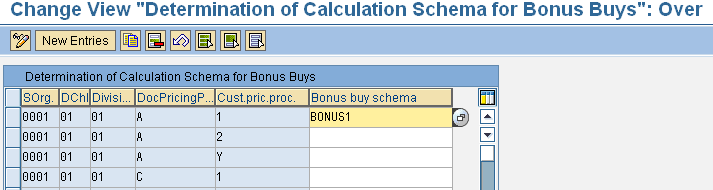 Change View "Determination of Calculation Schema for Bonus Buys": Over
New Entries
Determination of Calculation Schema for Bonus Buys
SOrg. DChl Divisi... DocPricingP... Cust.pric.proc. Bonus buy schema
0001 01 01 A 1 BONUS1
0001 01 01 A 2
0001 01 01 A Y
0001 01 01 C 1